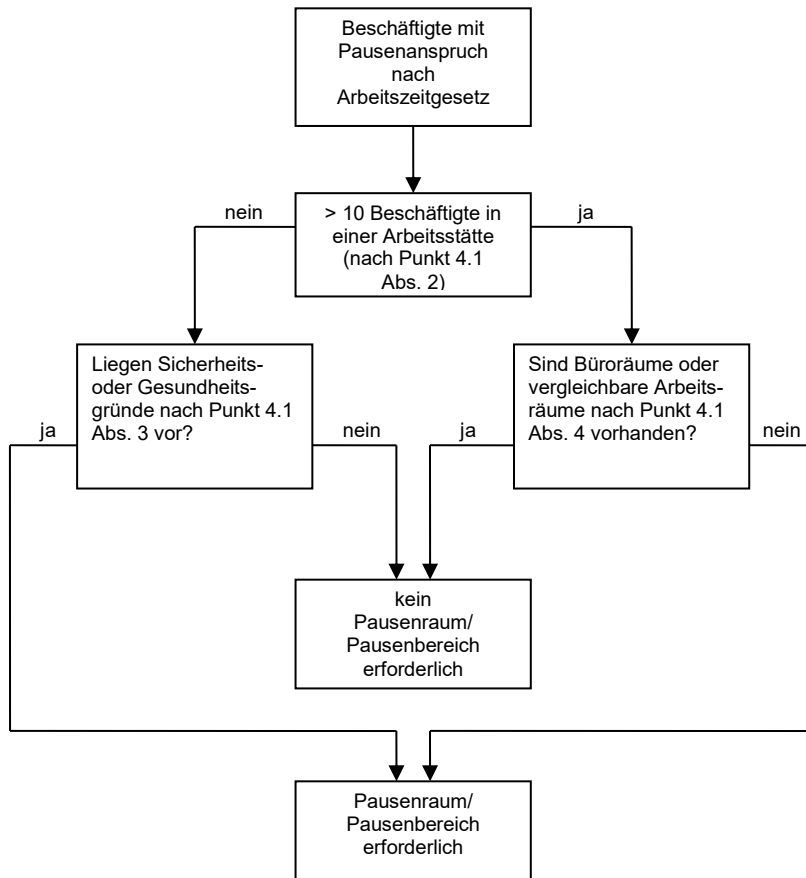 Beschäftigte mit
Pausenanspruch
nach
Arbeitszeitgesetz
nein
> 10 Beschäftigte in
einer Arbeitsstätte
(nach Punkt 4.1
Abs. 2)
ja
Liegen Sicherheits-
oder Gesundheits-
gründe nach Punkt 4.1
Abs. 3 vor?
ja
nein
Sind Büroräume oder
vergleichbare Arbeits-
räume nach Punkt 4.1
Abs. 4 vorhanden?
ja
nein
kein
Pausenraum/
Pausenbereich
erforderlich
Pausenraum/
Pausenbereich
erforderlich